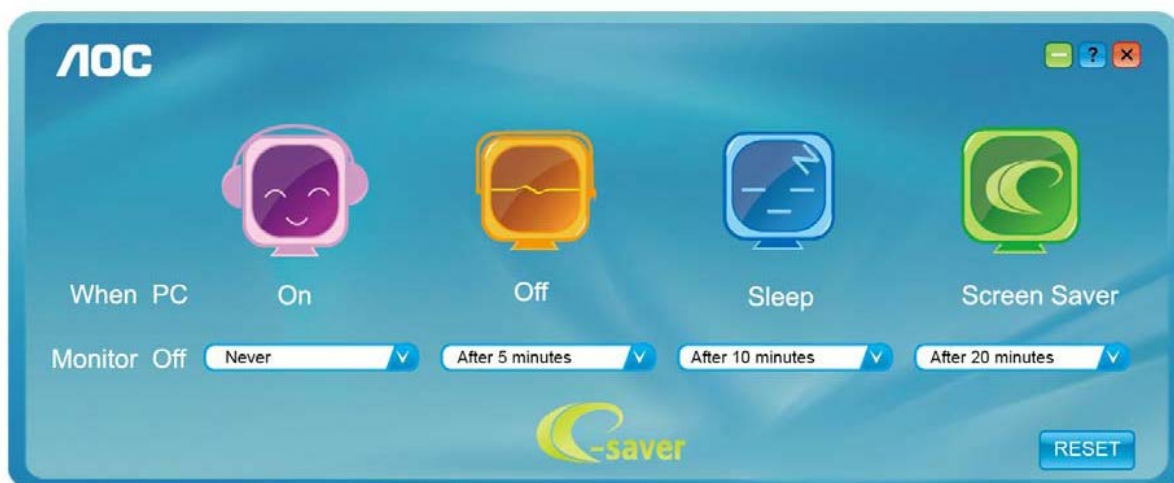 AOC
?
When PC On Off Sleep Screen Saver
Monitor Off Never After 5 minutes After 10 minutes After 20 minutes
e-saver
RESET